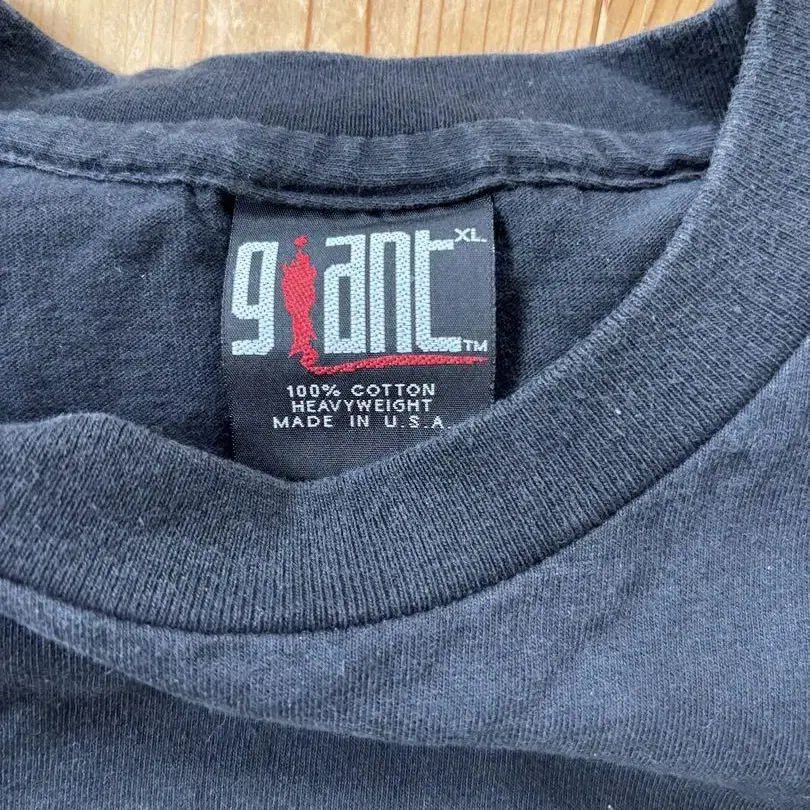 giant XL.
TM
100% COTTON
HEAVYWEIGHT
MADE IN U.S.A.